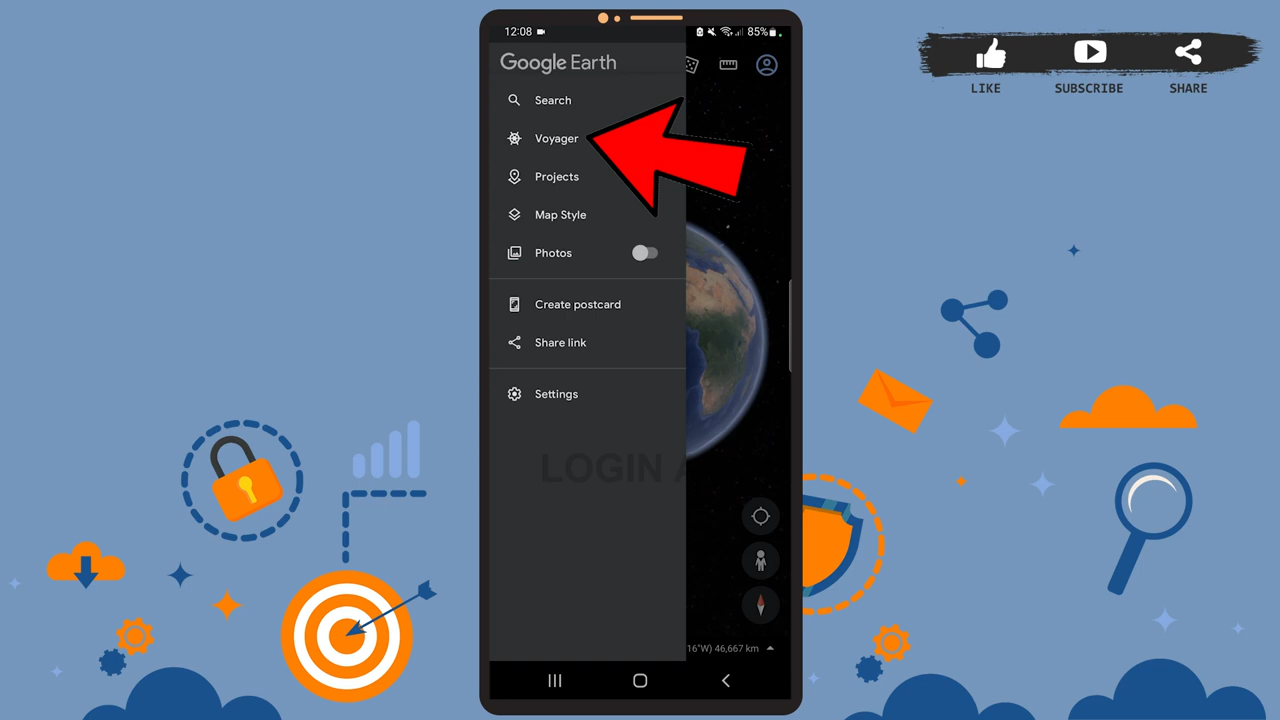 12:08
85%
Google Earth
Search
Voyager
Projects
Map Style
Photos
Create postcard
Share link
Settings
LOGIN A
16"W) 46,667 km
LIKE
SUBSCRIBE
SHARE